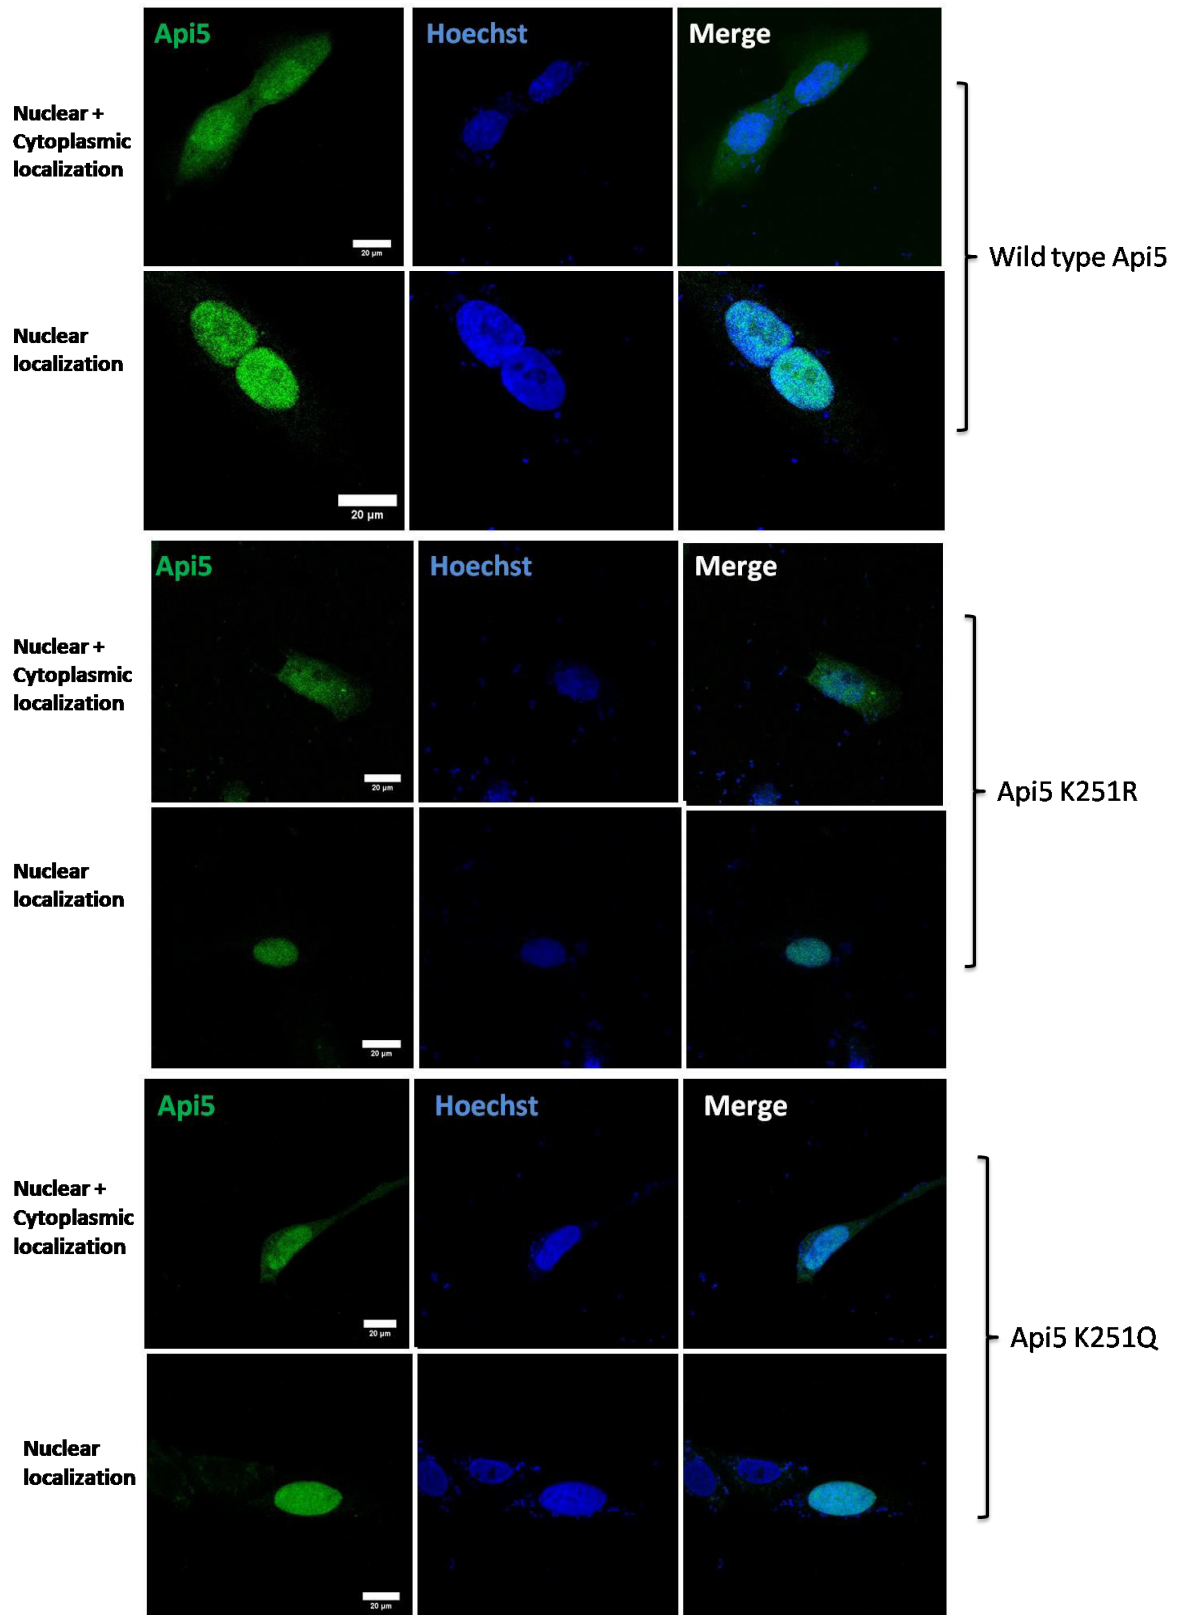 Api5 Hoechst Merge
Nuclear +
Cytoplasmic
localization
20 µm
Wild type Api5
Nuclear
localization
20 µm
Api5 Hoechst Merge
Nuclear +
Cytoplasmic
localization
20 µm
Api5 K251R
Nuclear
localization
20 µm
Api5 Hoechst Merge
Nuclear +
Cytoplasmic
localization
20 µm
Api5 K251Q
Nuclear
localization
20 µm